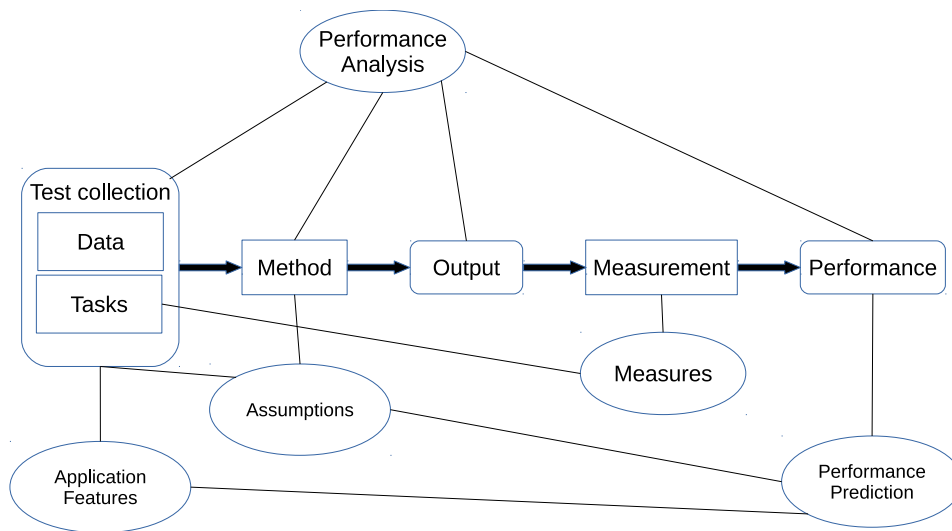 Performance
Analysis
Test collection
Data
Tasks
Method
Output
Measurement
Performance
Measures
Assumptions
Application
Features
Performance
Prediction